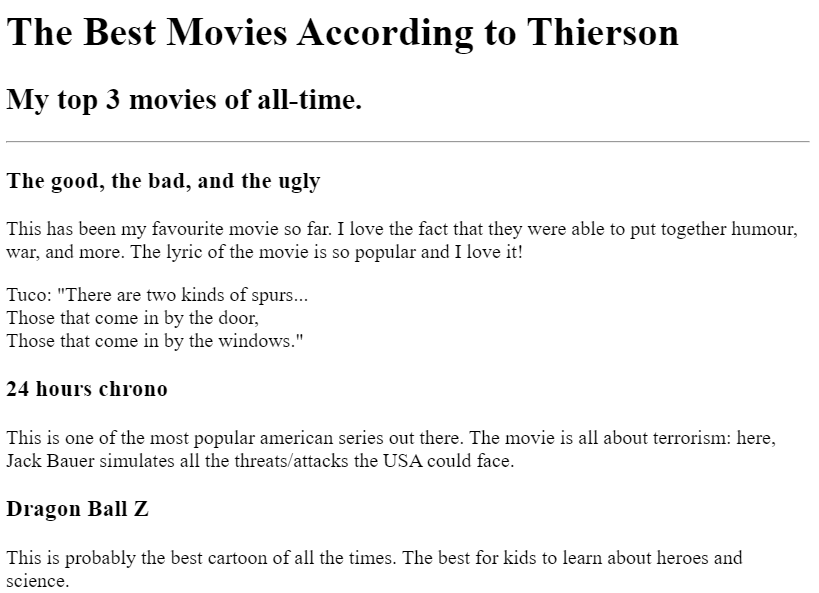 The Best Movies According to Thierson
My top 3 movies of all-time.
The good, the bad, and the ugly
This has been my favourite movie so far. I love the fact that they were able to put together humour,
war, and more. The lyric of the movie is so popular and I love it!
Tuco: "There are two kinds of spurs...
Those that come in by the door,
Those that come in by the windows."
24 hours chrono
This is one of the most popular american series out there. The movie is all about terrorism: here,
Jack Bauer simulates all the threats/attacks the USA could face.
Dragon Ball Z
This is probably the best cartoon of all the times. The best for kids to learn about heroes and
science.